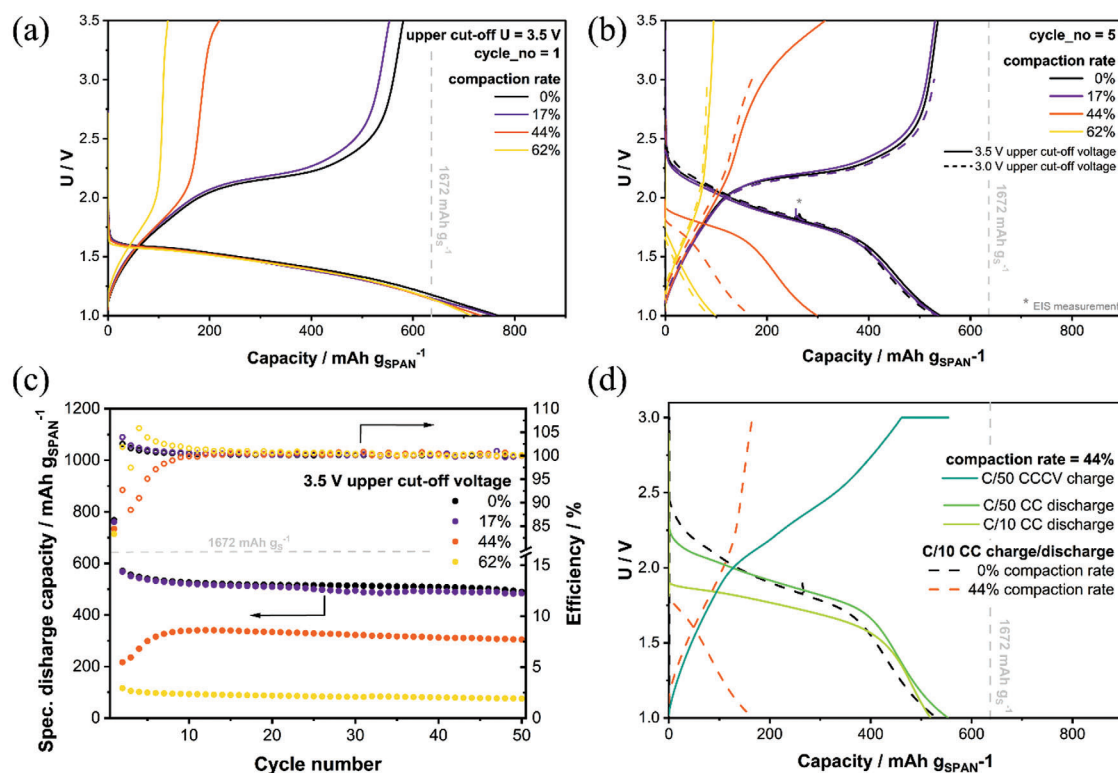 (a)
upper cut-off U = 3.5 V
cycle_no = 1
compaction rate
0%
17%
44%
62%
1672 mAh gS-1
U / V
3.5
3.0
2.5
2.0
1.5
1.0
0 200 400 600 800
Capacity / mAh gSPAN-1
(b)
cycle_no = 5
compaction rate
0%
17%
44%
62%
3.5 V upper cut-off voltage
3.0 V upper cut-off voltage
1672 mAh gS-1
*
* EIS measurement
U / V
3.5
3.0
2.5
2.0
1.5
1.0
0 200 400 600 800
Capacity / mAh gSPAN-1
(c)
Spec. disharge capacity / mAh gSPAN-1
1200
1000
800
600
500
400
300
200
100
0
3.5 V upper cut-off voltage
0%
17%
44%
62%
1672 mAh gS-1
110
105
100
95
90
85
15
10
5
0
Efficiency / %
0 10 20 30 40 50
Cycle number
(d)
compaction rate = 44%
C/50 CCCV charge
C/50 CC discharge
C/10 CC discharge
C/10 CC charge/discharge
0% compaction rate
44% compaction rate
1672 mAh gS-1
U / V
3.0
2.5
2.0
1.5
1.0
0 200 400 600 800
Capacity / mAh gSPAN-1